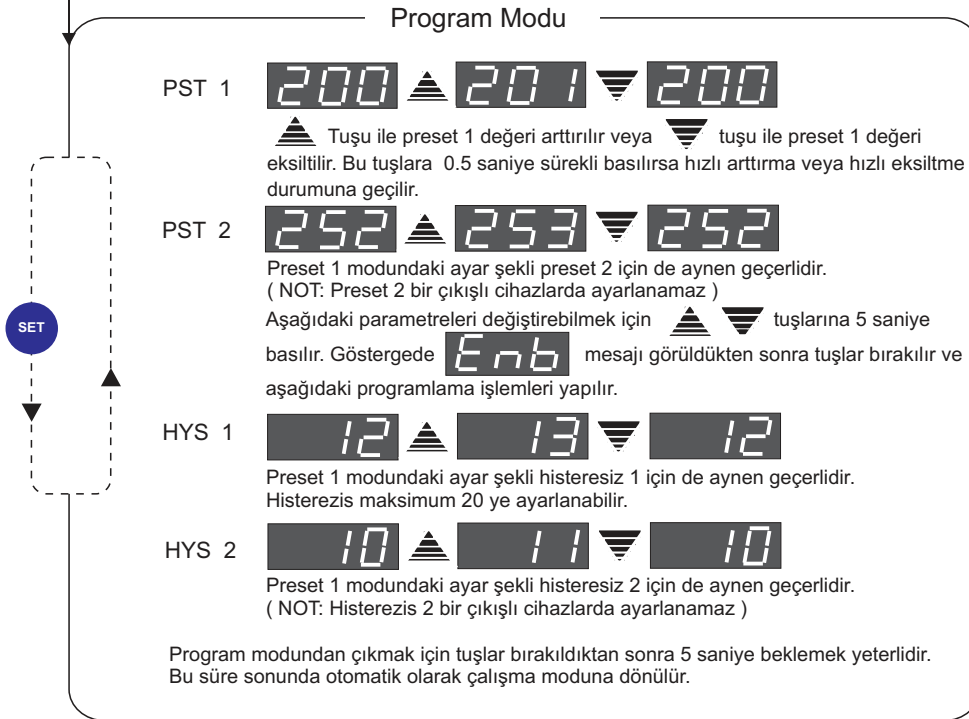 Program Modu
PST 1 200 201 200
Tuşu ile preset 1 değeri arttırılır veya tuşu ile preset 1 değeri
eksiltilir. Bu tuşlara 0.5 saniye sürekli basılırsa hızlı arttırma veya hızlı eksiltme
durumuna geçilir.
PST 2 252 253 252
Preset 1 modundaki ayar şekli preset 2 için de aynen geçerlidir.
( NOT: Preset 2 bir çıkışlı cihazlarda ayarlanamaz )
SET
Aşağıdaki parametreleri değiştirebilmek için tuşlarına 5 saniye
basılır. Göstergede Enb mesajı görüldükten sonra tuşlar bırakılır ve
aşağıdaki programlama işlemleri yapılır.
HYS 1 12 13 12
Preset 1 modundaki ayar şekli histeresiz 1 için de aynen geçerlidir.
Histerezis maksimum 20 ye ayarlanabilir.
HYS 2 10 11 10
Preset 1 modundaki ayar şekli histeresiz 2 için de aynen geçerlidir.
( NOT: Histerezis 2 bir çıkışlı cihazlarda ayarlanamaz )
Program modundan çıkmak için tuşlar bırakıldıktan sonra 5 saniye beklemek yeterlidir.
Bu süre sonunda otomatik olarak çalışma moduna dönülür.